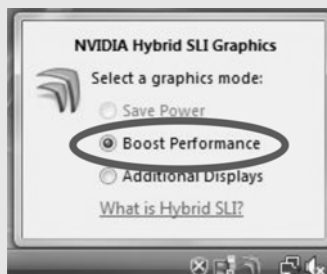 NVIDIA Hybrid SLI Graphics
Select a graphics mode:
Save Power
Boost Performance
Additional Displays
What is Hybrid SLI?